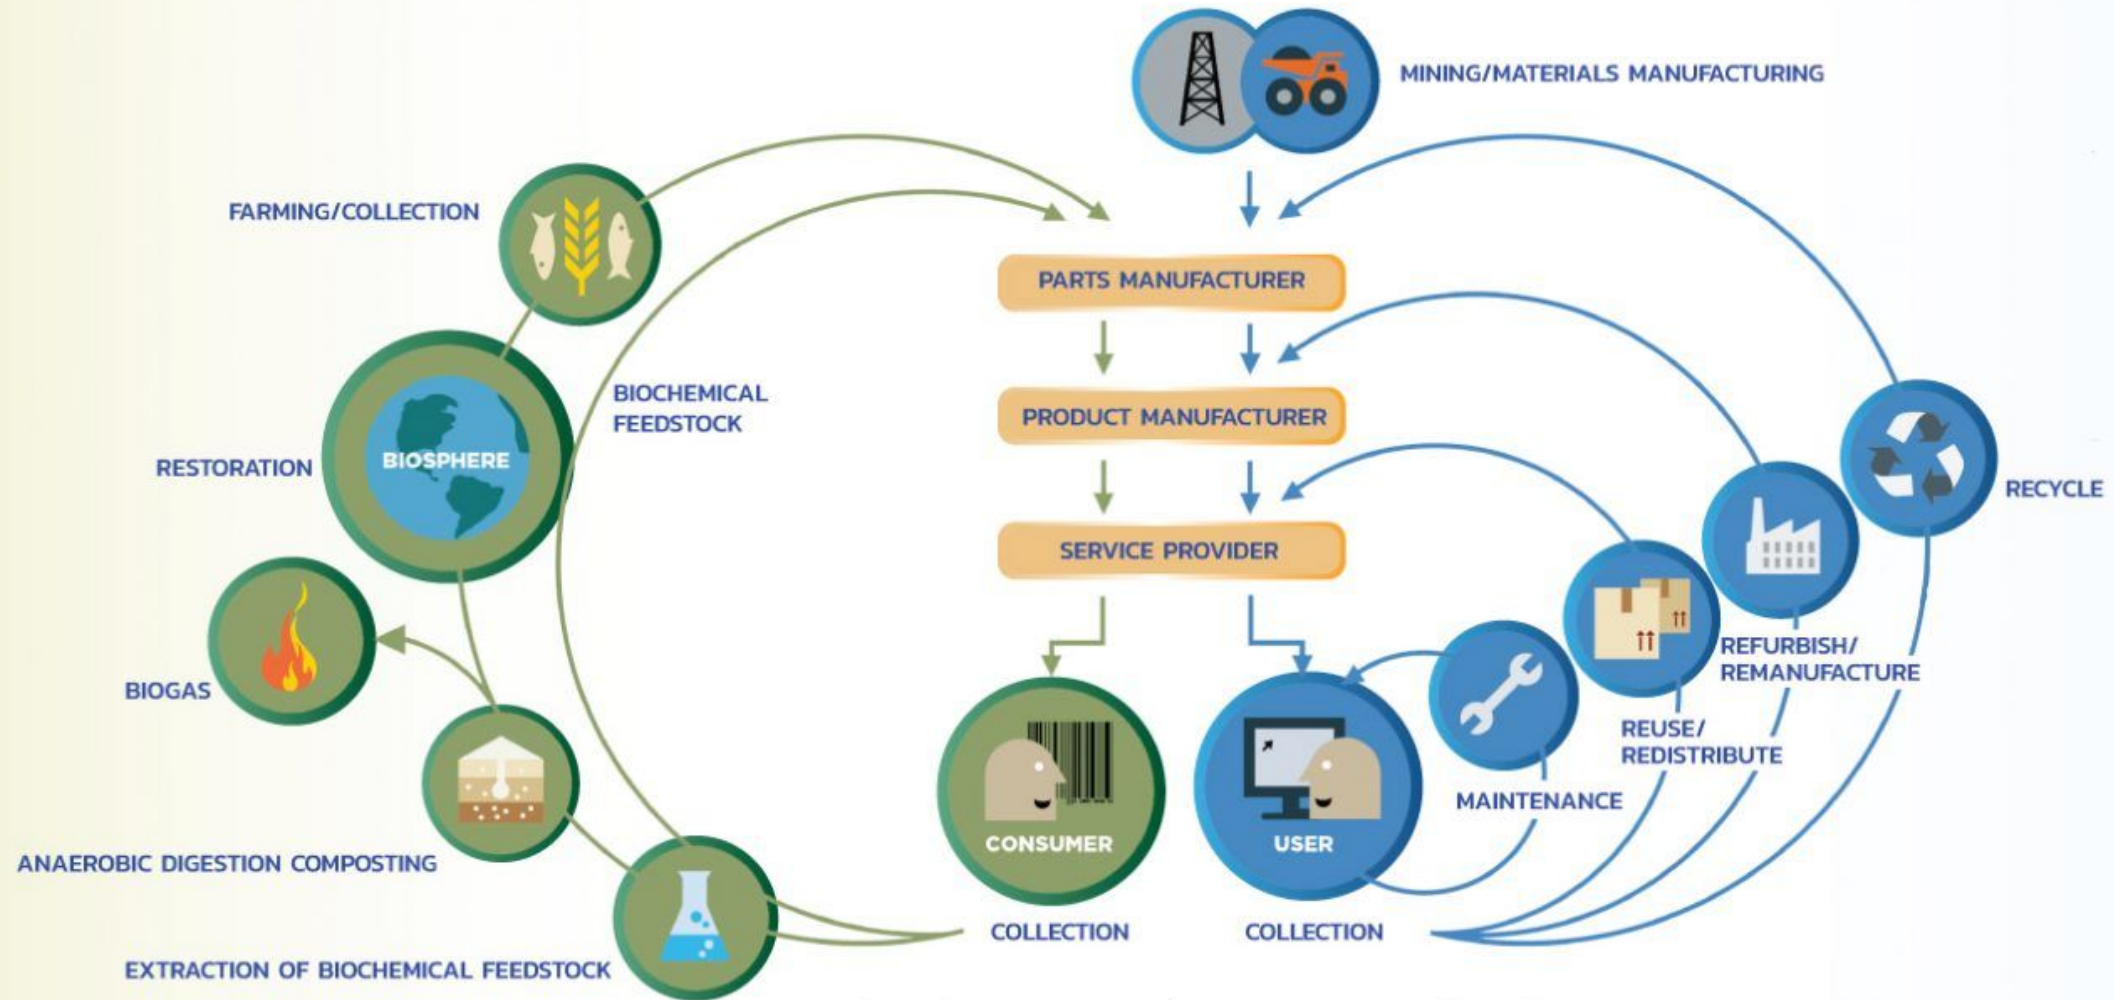 MINING/MATERIALS MANUFACTURING
FARMING/COLLECTION
PARTS MANUFACTURER
BIOCHEMICAL
FEEDSTOCK
PRODUCT MANUFACTURER
RESTORATION
BIOSPHERE
RECYCLE
SERVICE PROVIDER
BIOGAS
REFURBISH/
REMANUFACTURE
REUSE/
REDISTRIBUTE
MAINTENANCE
CONSUMER
USER
ANAEROBIC DIGESTION COMPOSTING
COLLECTION
COLLECTION
EXTRACTION OF BIOCHEMICAL FEEDSTOCK